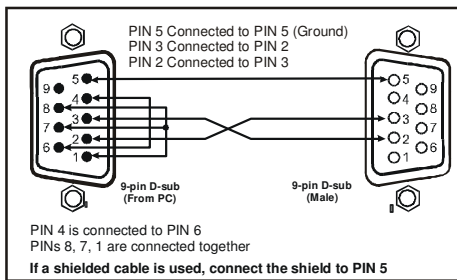 PIN 5 Connected to PIN 5 (Ground)
PIN 3 Connected to PIN 2
PIN 2 Connected to PIN 3
5
9
4
8
3
7
2
6
1
5
9
4
8
3
7
2
6
1
9-pin D-sub
(From PC)
9-pin D-sub
(Male)
PIN 4 is connected to PIN 6
PINs 8, 7, 1 are connected together
If a shielded cable is used, connect the shield to PIN 5